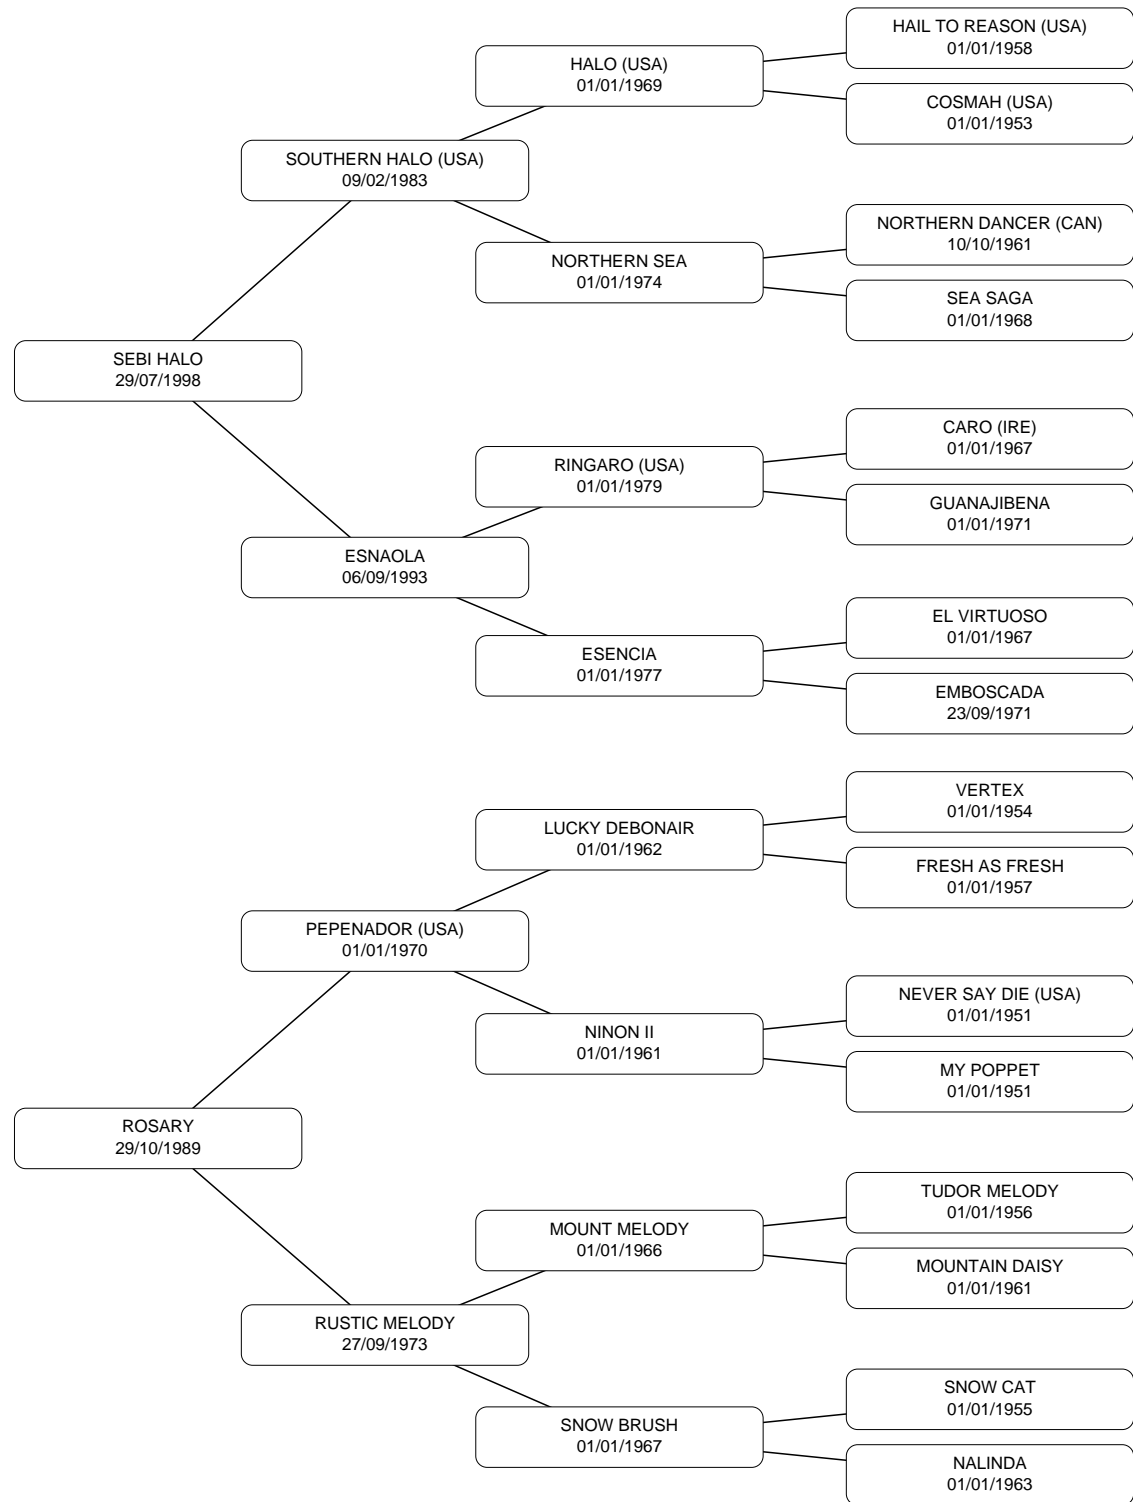 HAIL TO REASON (USA)
01/01/1958
HALO (USA)
01/01/1969
COSMAH (USA)
01/01/1953
SOUTHERN HALO (USA)
09/02/1983
NORTHERN DANCER (CAN)
10/10/1961
NORTHERN SEA
01/01/1974
SEA SAGA
01/01/1968
SEBI HALO
29/07/1998
CARO (IRE)
01/01/1967
RINGARO (USA)
01/01/1979
GUANAJIBENA
01/01/1971
ESNAOLA
06/09/1993
EL VIRTUOSO
01/01/1967
ESENCIA
01/01/1977
EMBOSCADA
23/09/1971
VERTEX
01/01/1954
LUCKY DEBONAIR
01/01/1962
FRESH AS FRESH
01/01/1957
PEPENADOR (USA)
01/01/1970
NEVER SAY DIE (USA)
01/01/1951
NINON II
01/01/1961
MY POPPET
01/01/1951
ROSARY
29/10/1989
TUDOR MELODY
01/01/1956
MOUNT MELODY
01/01/1966
MOUNTAIN DAISY
01/01/1961
RUSTIC MELODY
27/09/1973
SNOW CAT
01/01/1955
SNOW BRUSH
01/01/1967
NALINDA
01/01/1963